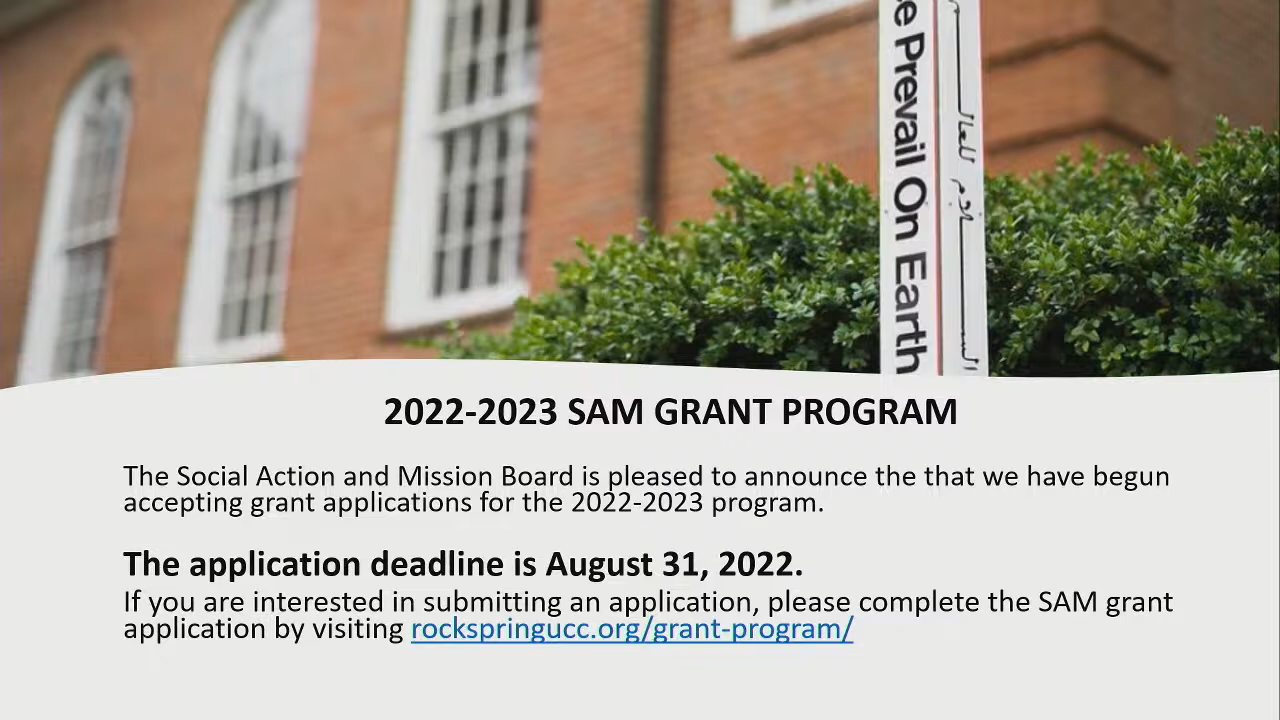 e Prevail On Earth
السـلام للعالـم
2022-2023 SAM GRANT PROGRAM
The Social Action and Mission Board is pleased to announce the that we have begun
accepting grant applications for the 2022-2023 program.
The application deadline is August 31, 2022.
If you are interested in submitting an application, please complete the SAM grant
application by visiting rockspringucc.org/grant-program/